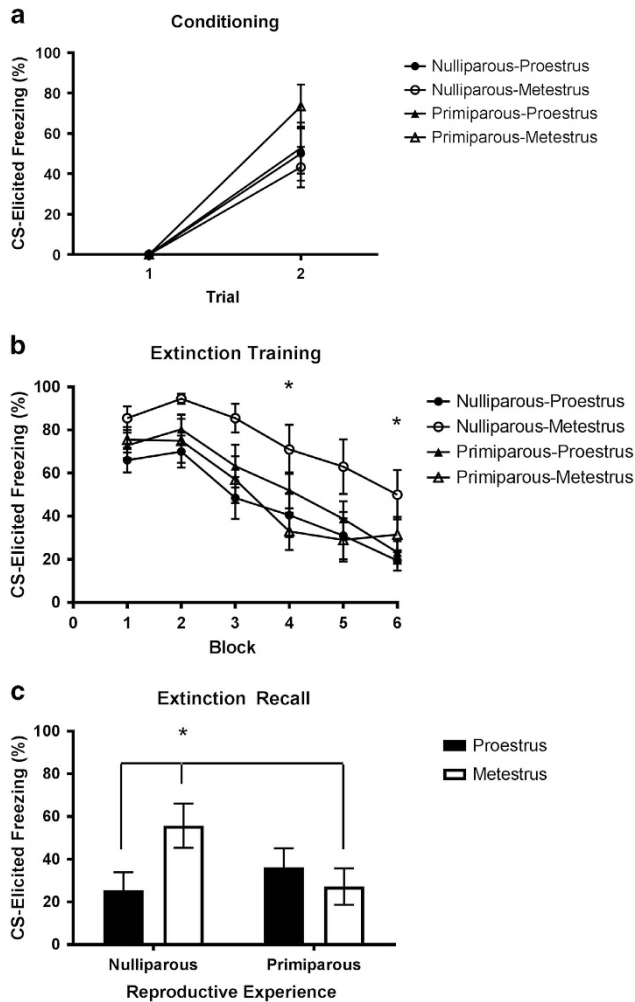 a
Conditioning
CS-Elicited Freezing (%)
100
80
60
40
20
0
1
2
Trial
Nulliparous-Proestrus
Nulliparous-Metestrus
Primiparous-Proestrus
Primiparous-Metestrus
b
Extinction Training
CS-Elicited Freezing (%)
100
80
60
40
20
0
*
*
0
1
2
3
4
5
6
Block
Nulliparous-Proestrus
Nulliparous-Metestrus
Primiparous-Proestrus
Primiparous-Metestrus
c
Extinction Recall
CS-Elicited Freezing (%)
100
80
60
40
20
0
*
Nulliparous
Primiparous
Reproductive Experience
Proestrus
Metestrus